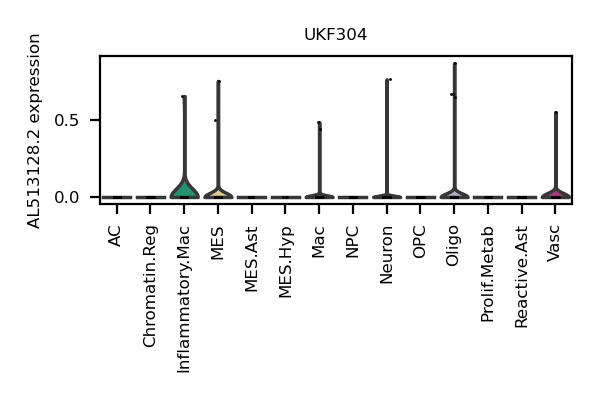 UKF304
AL513128.2 expression
0.5
0.0
AC
Chromatin.Reg
Inflammatory.Mac
MES
MES.Ast
MES.Hyp
Mac
NPC
Neuron
OPC
Oligo
Prolif.Metab
Reactive.Ast
Vasc